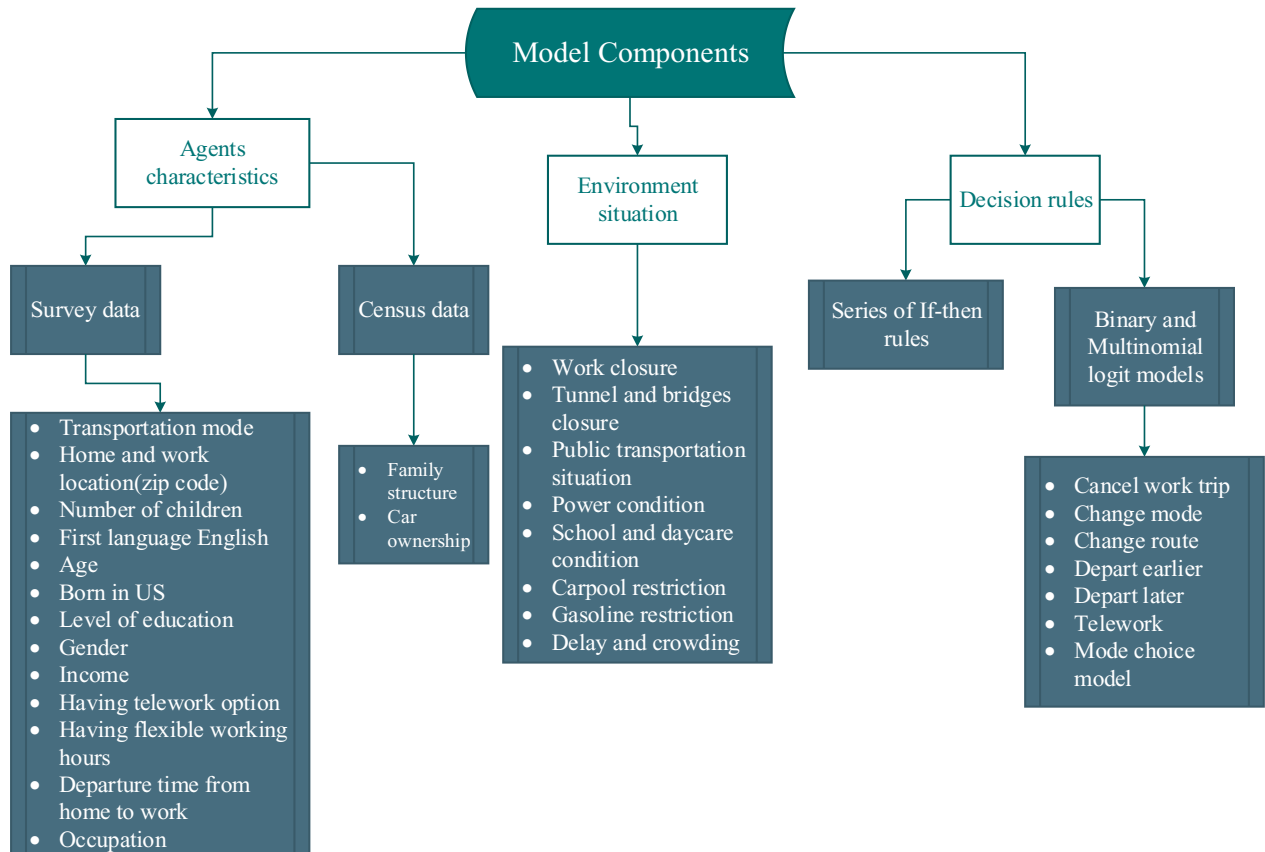 Model Components
Agents
characteristics
Environment
situation
Decision rules
Survey data
Census data
Series of If-then
rules
Binary and
Multinomial
logit models
• Transportation mode
• Home and work
location(zip code)
• Number of children
• First language English
• Age
• Born in US
• Level of education
• Gender
• Income
• Having telework option
• Having flexible working
hours
• Departure time from
home to work
• Occupation
• Family
structure
• Car
ownership
• Work closure
• Tunnel and bridges
closure
• Public transportation
situation
• Power condition
• School and daycare
condition
• Carpool restriction
• Gasoline restriction
• Delay and crowding
• Cancel work trip
• Change mode
• Change route
• Depart earlier
• Depart later
• Telework
• Mode choice
model